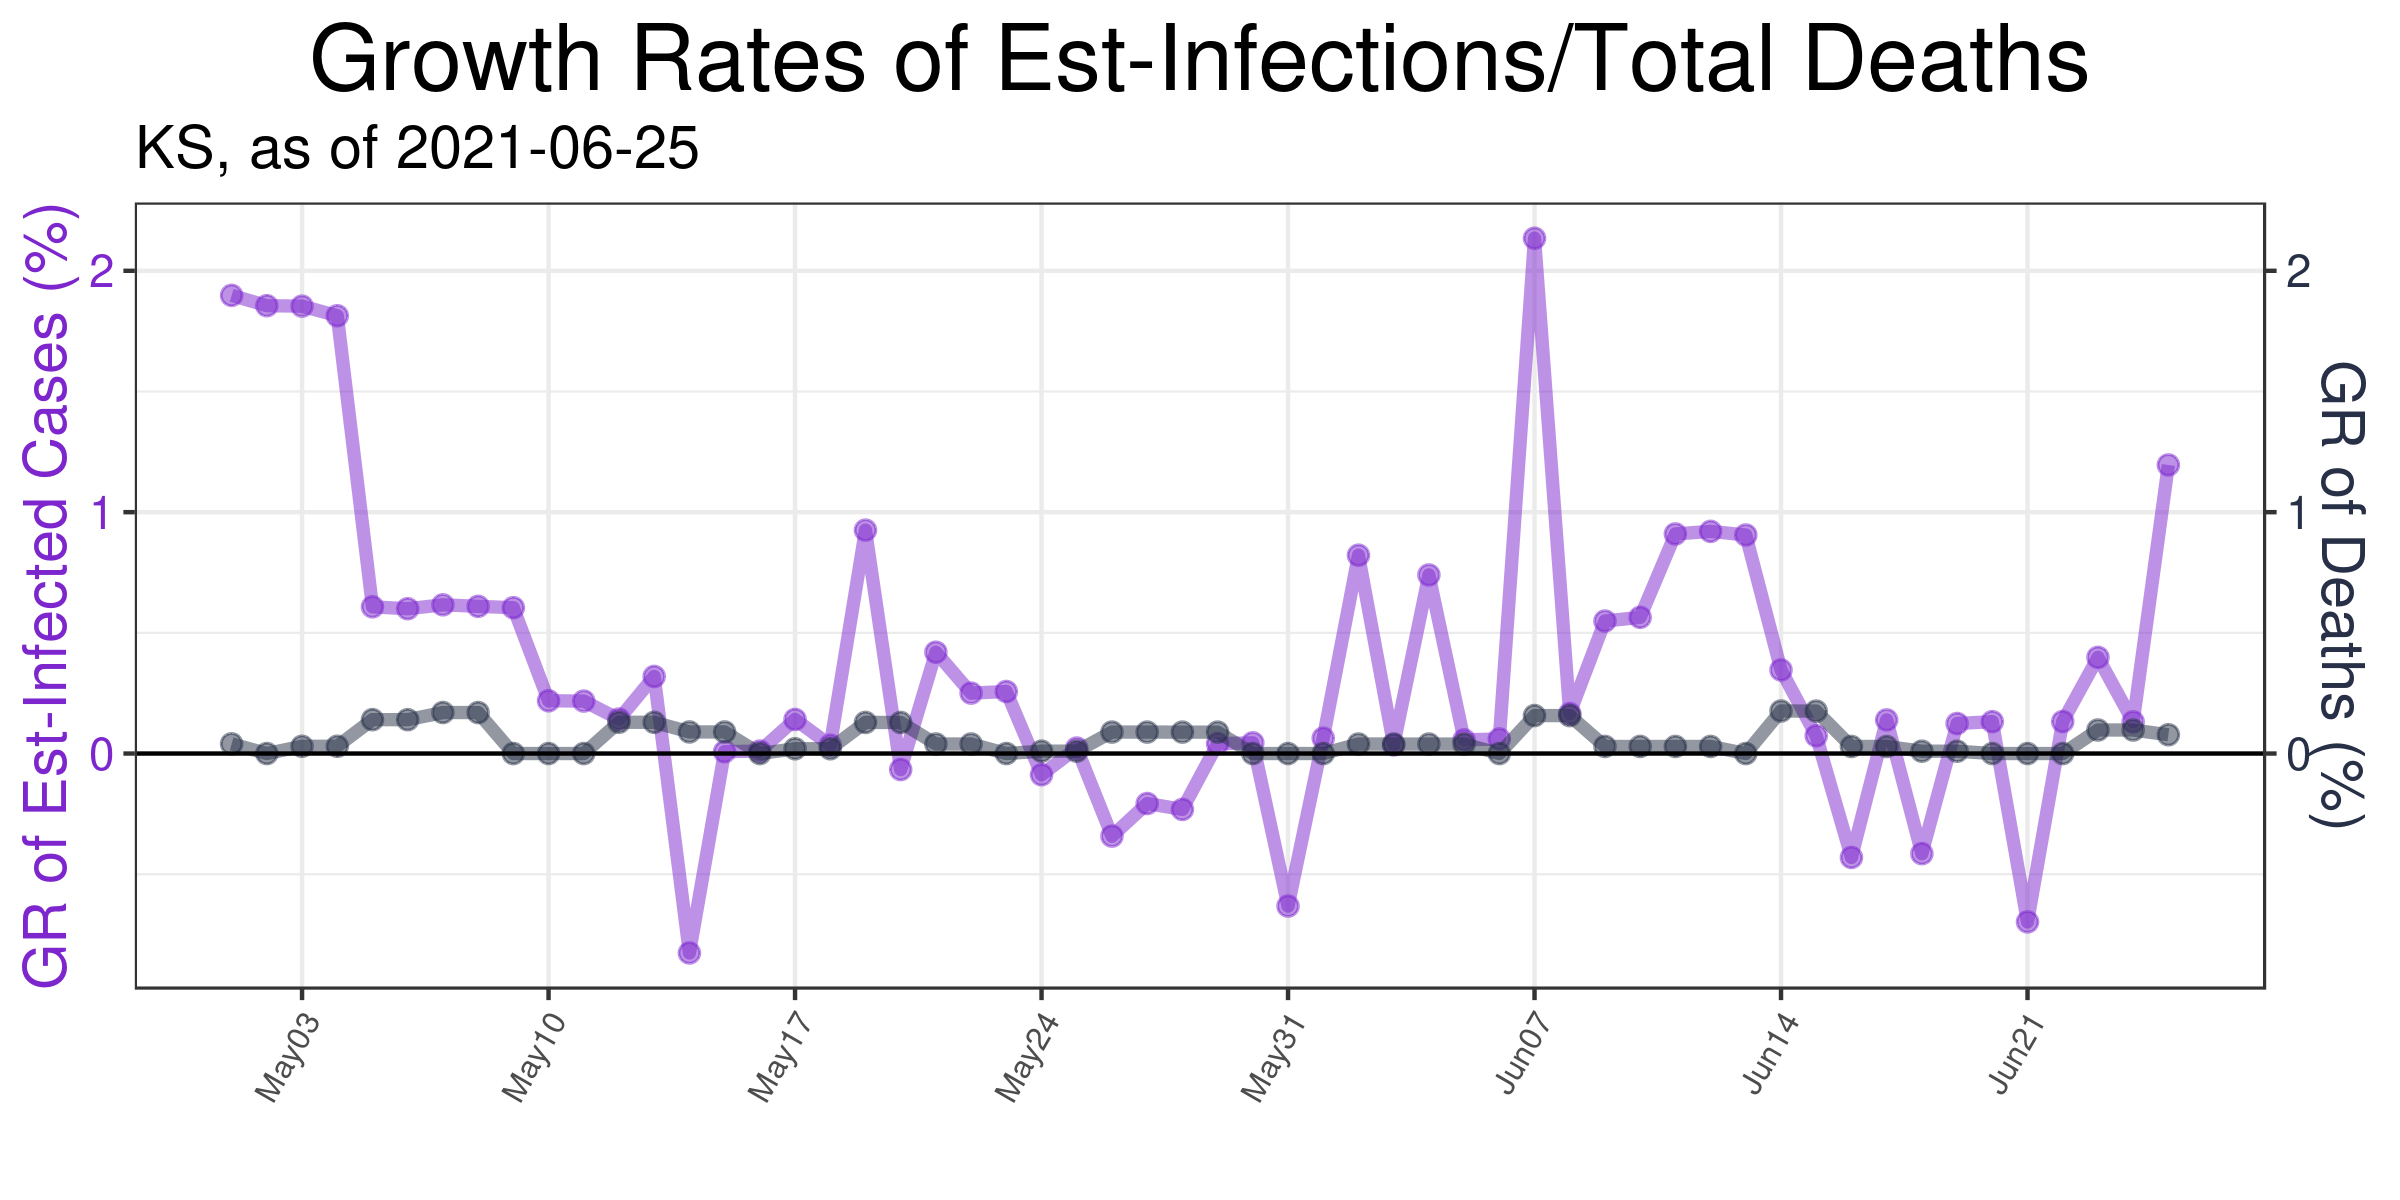 Growth Rates of Est-Infections/Total Deaths
KS, as of 2021-06-25
GR of Est-Infected Cases (%)
2
1
0
2
1
0
GR of Deaths (%)
May03
May10
May17
May24
May31
Jun07
Jun14
Jun21